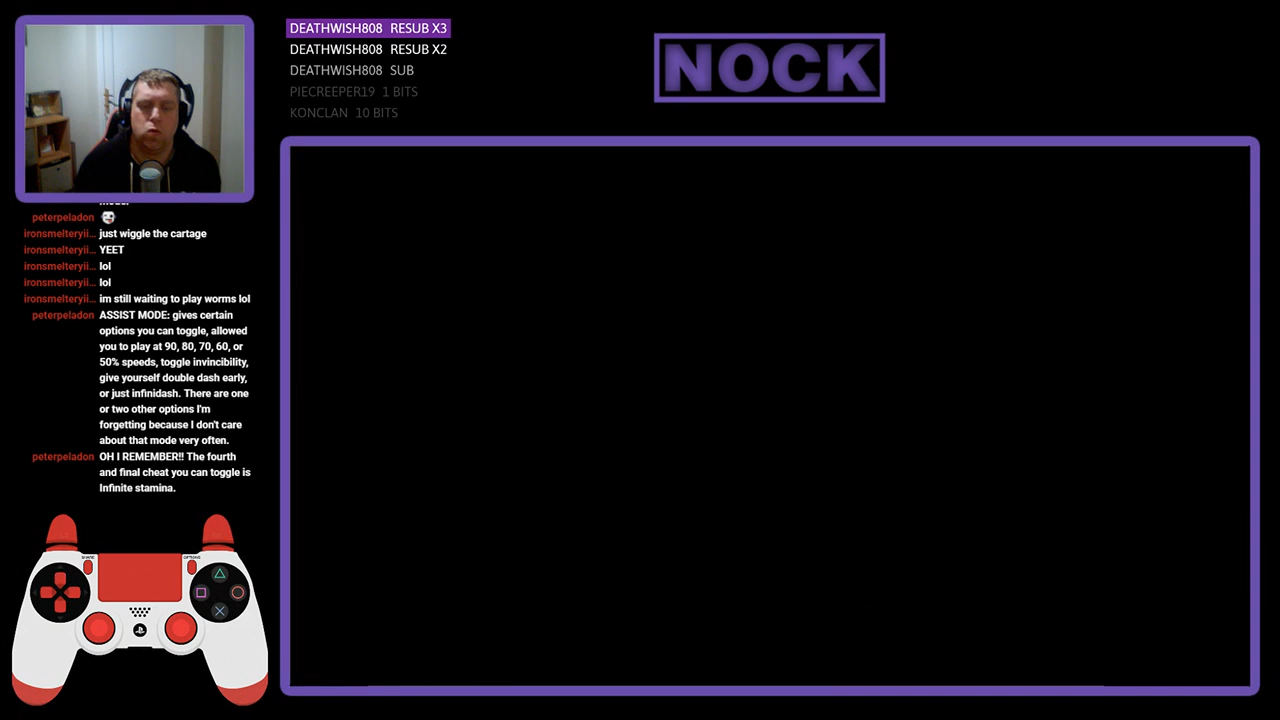 DEATHWISH808 RESUB X3
DEATHWISH808 RESUB X2
DEATHWISH808 SUB
PIECREEPER19 1 BITS
KONCLAN 10 BITS
NOCK
peterpeladon
ironsmelteryii... just wiggle the cartage
ironsmelteryii... YEET
ironsmelteryii... lol
ironsmelteryii... lol
ironsmelteryii... im still waiting to play worms lol
peterpeladon ASSIST MODE: gives certain
options you can toggle, allowed
you to play at 90, 80, 70, 60, or
50% speeds, toggle invincibility,
give yourself double dash early,
or just infinidash. There are one
or two other options I'm
forgetting because I don't care
about that mode very often.
peterpeladon OH I REMEMBER!! The fourth
and final cheat you can toggle is
Infinite stamina.
SHARE
OPTIONS